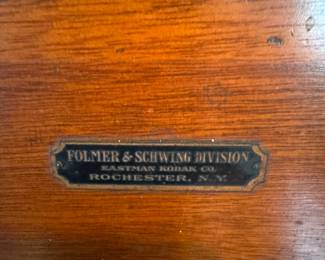 FOLMER & SCHWING DIVISION
EASTMAN KODAK CO.
ROCHESTER, N.Y.